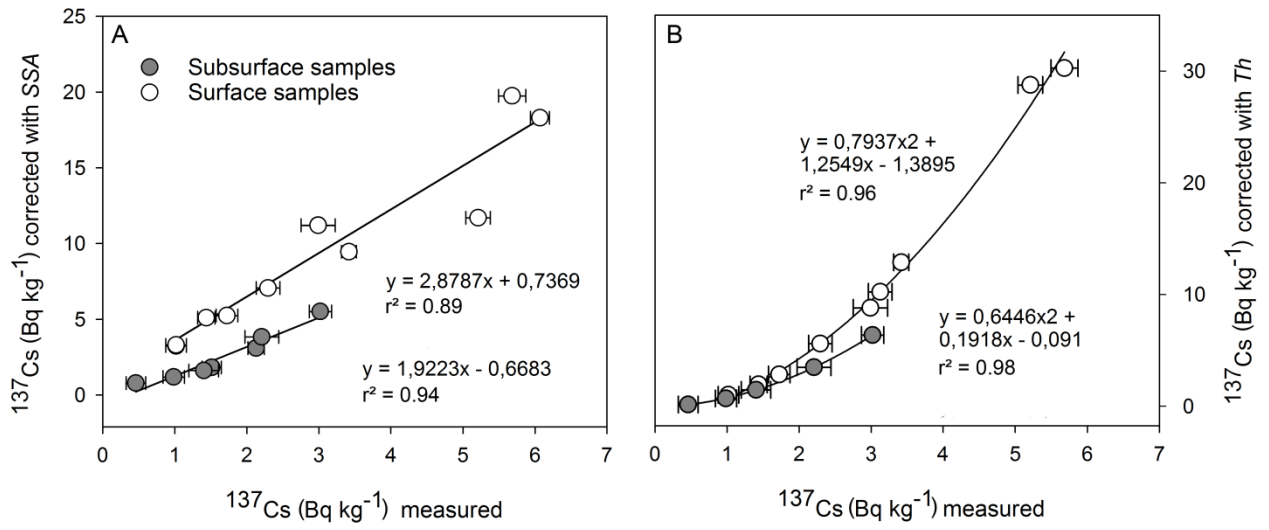 A
Subsurface samples
Surface samples
137Cs (Bq kg-1) corrected with SSA
25
20
15
10
5
0
y = 2,8787x + 0,7369
r² = 0.89
y = 1,9223x - 0,6683
r² = 0.94
0 1 2 3 4 5 6 7
137Cs (Bq kg-1) measured
B
y = 0,7937x2 +
1,2549x - 1,3895
r² = 0.96
y = 0,6446x2 +
0,1918x - 0,091
r² = 0.98
30
20
10
0
137Cs (Bq kg-1) corrected with Th
0 1 2 3 4 5 6 7
137Cs (Bq kg-1) measured